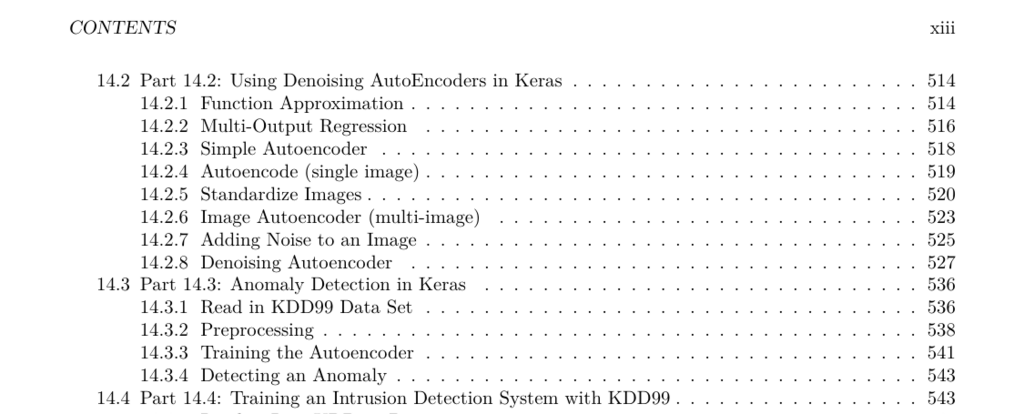 CONTENTS xiii
14.2 Part 14.2: Using Denoising AutoEncoders in Keras . . . . . . . . . . . . . . . . . . . . . . . . 514
14.2.1 Function Approximation . . . . . . . . . . . . . . . . . . . . . . . . . . . . . . . . . . . 514
14.2.2 Multi-Output Regression . . . . . . . . . . . . . . . . . . . . . . . . . . . . . . . . . . 516
14.2.3 Simple Autoencoder . . . . . . . . . . . . . . . . . . . . . . . . . . . . . . . . . . . . . 518
14.2.4 Autoencode (single image) . . . . . . . . . . . . . . . . . . . . . . . . . . . . . . . . . . 519
14.2.5 Standardize Images . . . . . . . . . . . . . . . . . . . . . . . . . . . . . . . . . . . . . . 520
14.2.6 Image Autoencoder (multi-image) . . . . . . . . . . . . . . . . . . . . . . . . . . . . . 523
14.2.7 Adding Noise to an Image . . . . . . . . . . . . . . . . . . . . . . . . . . . . . . . . . . 525
14.2.8 Denoising Autoencoder . . . . . . . . . . . . . . . . . . . . . . . . . . . . . . . . . . . 527
14.3 Part 14.3: Anomaly Detection in Keras . . . . . . . . . . . . . . . . . . . . . . . . . . . . . . 536
14.3.1 Read in KDD99 Data Set . . . . . . . . . . . . . . . . . . . . . . . . . . . . . . . . . . 536
14.3.2 Preprocessing . . . . . . . . . . . . . . . . . . . . . . . . . . . . . . . . . . . . . . . . . 538
14.3.3 Training the Autoencoder . . . . . . . . . . . . . . . . . . . . . . . . . . . . . . . . . . 541
14.3.4 Detecting an Anomaly . . . . . . . . . . . . . . . . . . . . . . . . . . . . . . . . . . . . 543
14.4 Part 14.4: Training an Intrusion Detection System with KDD99 . . . . . . . . . . . . . . . . . 543